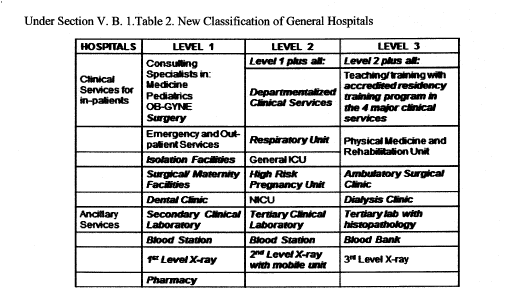 Under Section V. B. 1.Table 2. New Classification of General Hospitals
HOSPITALS LEVEL 1 LEVEL 2 LEVEL 3
Clinical Services for in-patients
Consulting Specialists in:
Medicine
Pediatrics
OB-GYNE
Surgery
Level 1 plus all:
Departmentalized Clinical Services
Level 2 plus all:
Teaching/training with accredited residency training program in the 4 major clinical services
Emergency and Out-patient Services
Respiratory Unit
Physical Medicine and Rehabilitation Unit
Isolation Facilities
General ICU
Surgical/ Maternity Facilities
High Risk Pregnancy Unit
Ambulatory Surgical Clinic
Dental Clinic
NICU
Dialysis Clinic
Ancillary Services
Secondary Clinical Laboratory
Tertiary Clinical Laboratory
Tertiary lab with histopathology
Blood Station
Blood Station
Blood Bank
1st Level X-ray
2nd Level X-ray with mobile unit
3rd Level X-ray
Pharmacy